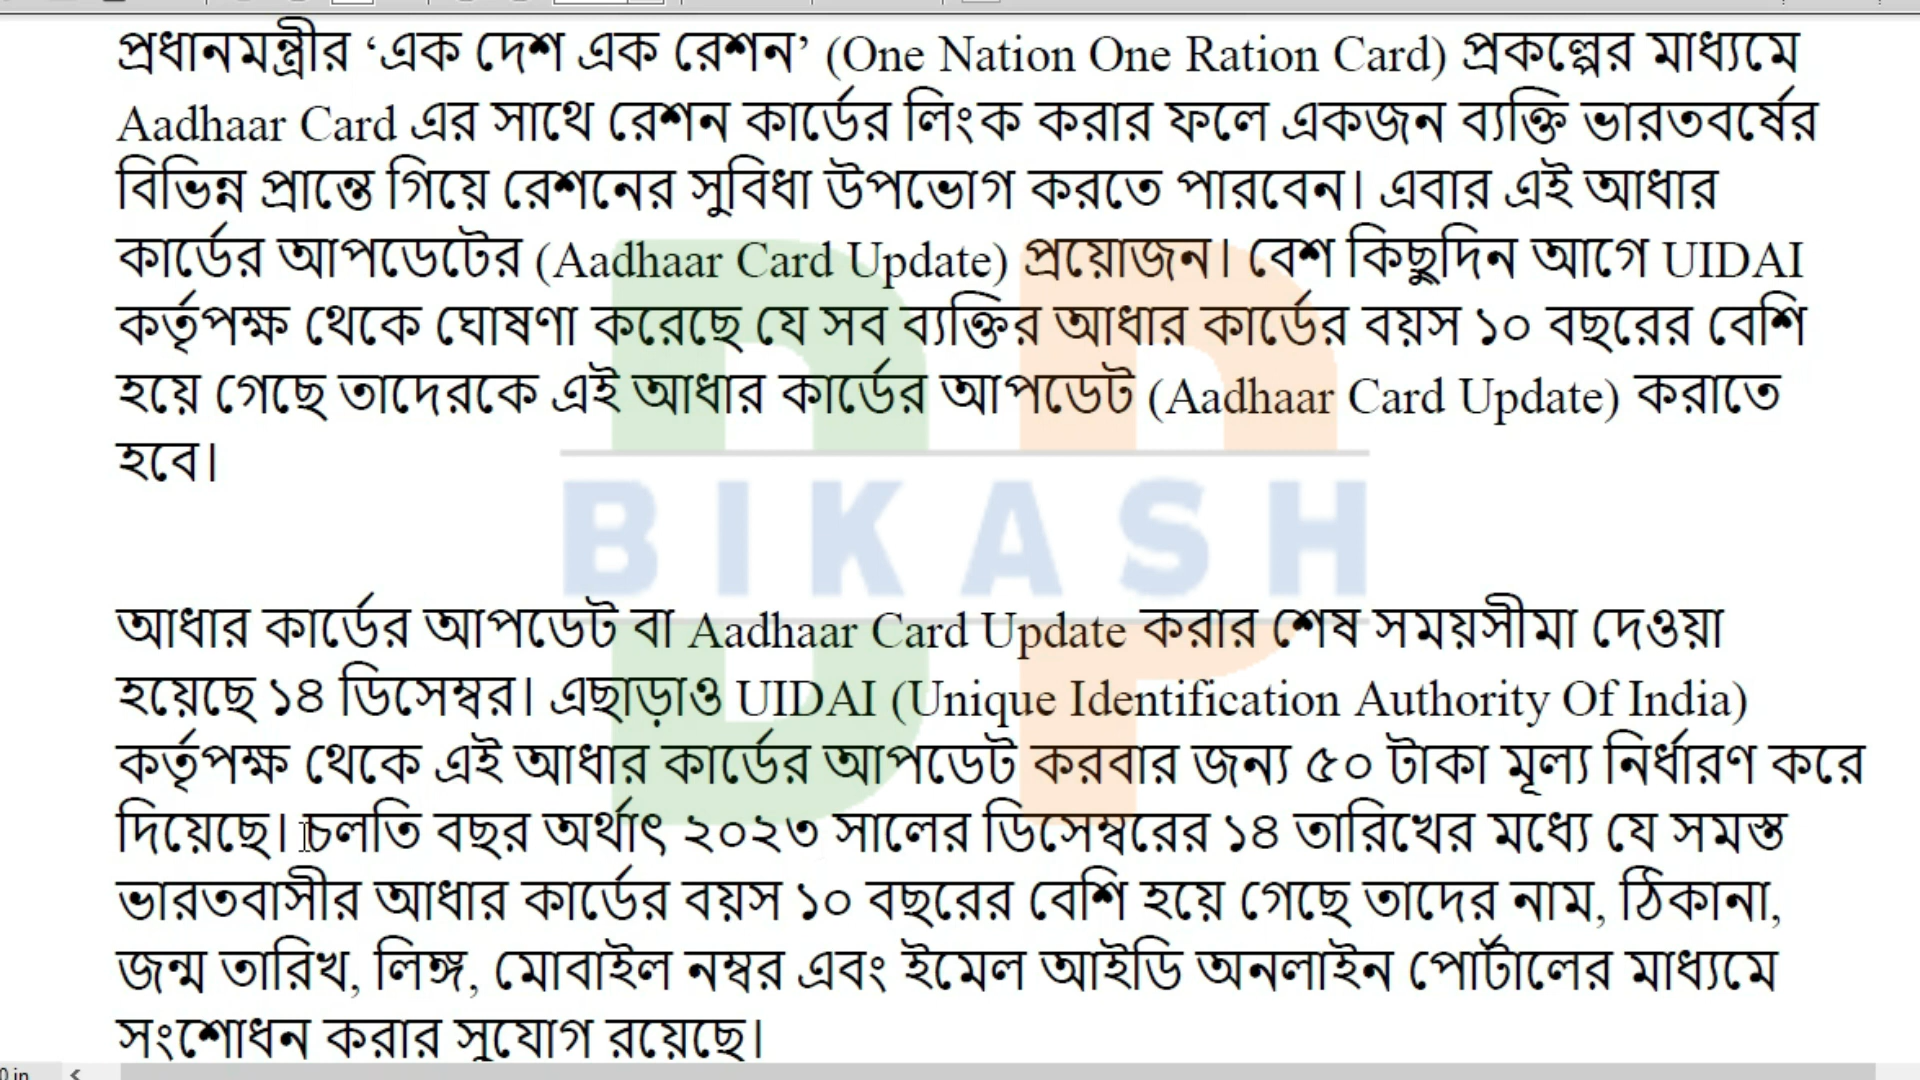 প্রধানমন্ত্রীর ‘এক দেশ এক রেশন’ (One Nation One Ration Card) প্রকল্পের মাধ্যমে
Aadhaar Card এর সাথে রেশন কার্ডের লিংক করার ফলে একজন ব্যক্তি ভারতবর্ষের
বিভিন্ন প্রান্তে গিয়ে রেশনের সুবিধা উপভোগ করতে পারবেন। এবার এই আধার
কার্ডের আপডেটের (Aadhaar Card Update) প্রয়োজন। বেশ কিছুদিন আগে UIDAI
কর্তৃপক্ষ থেকে ঘোষণা করেছে যে সব ব্যক্তির আধার কার্ডের বয়স ১০ বছরের বেশি
হয়ে গেছে তাদেরকে এই আধার কার্ডের আপডেট (Aadhaar Card Update) করাতে
হবে।
BIKASH
DP
আধার কার্ডের আপডেট বা Aadhaar Card Update করার শেষ সময়সীমা দেওয়া
হয়েছে ১৪ ডিসেম্বর। এছাড়াও UIDAI (Unique Identification Authority Of India)
কর্তৃপক্ষ থেকে এই আধার কার্ডের আপডেট করবার জন্য ৫০ টাকা মূল্য নির্ধারণ করে
দিয়েছে। চলতি বছর অর্থাৎ ২০২৩ সালের ডিসেম্বরের ১৪ তারিখের মধ্যে যে সমস্ত
ভারতবাসীর আধার কার্ডের বয়স ১০ বছরের বেশি হয়ে গেছে তাদের নাম, ঠিকানা,
জন্ম তারিখ, লিঙ্গ, মোবাইল নম্বর এবং ইমেল আইডি অনলাইন পোর্টালের মাধ্যমে
সংশোধন করার সুযোগ রয়েছে।
0 in